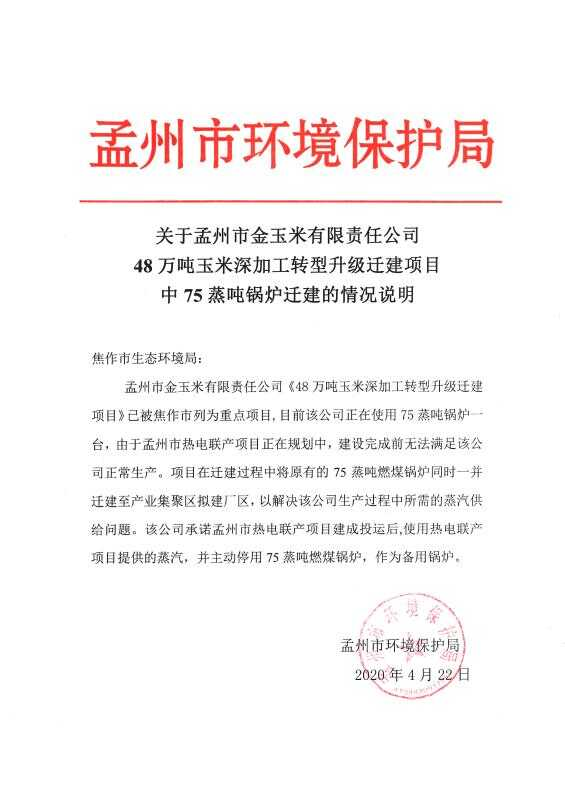 孟州市环境保护局
关于孟州市金玉米有限责任公司
48 万吨玉米深加工转型升级迁建项目
中 75 蒸吨锅炉迁建的情况说明
焦作市生态环境局：
孟州市金玉米有限责任公司《48 万吨玉米深加工转型升级迁建
项目》已被焦作市列为重点项目,目前该公司正在使用 75 蒸吨锅炉一
台，由于孟州市热电联产项目正在规划中，建设完成前无法满足该公
司正常生产。项目在迁建过程中将原有的 75 蒸吨燃煤锅炉同时一并
迁建至产业集聚区拟建厂区，以解决该公司生产过程中所需的蒸汽供
给问题。该公司承诺孟州市热电联产项目建成投运后,使用热电联产
项目提供的蒸汽，并主动停用 75 蒸吨燃煤锅炉，作为备用锅炉。
孟州市环境保护局
2020 年 4 月 22 日
孟州市环境保护局